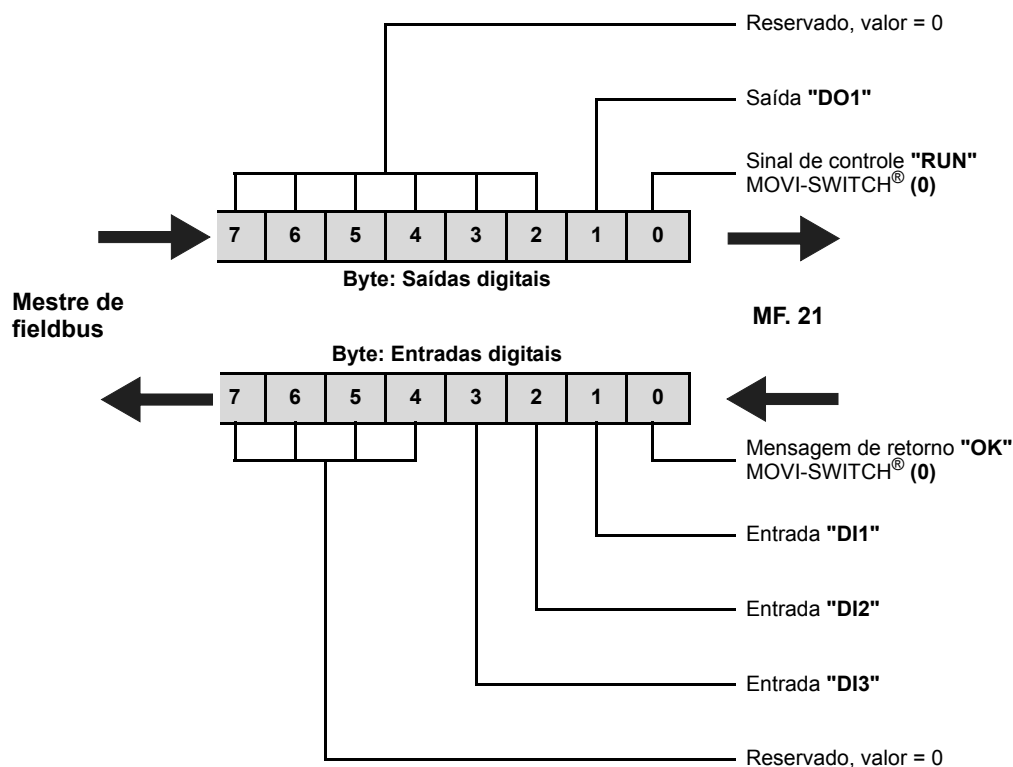 Reservado, valor = 0
Saída "DO1"
Sinal de controle "RUN"
MOVI-SWITCH® (0)
7 6 5 4 3 2 1 0
Byte: Saídas digitais
Mestre de
fieldbus
MF. 21
Byte: Entradas digitais
7 6 5 4 3 2 1 0
Mensagem de retorno "OK"
MOVI-SWITCH® (0)
Entrada "DI1"
Entrada "DI2"
Entrada "DI3"
Reservado, valor = 0